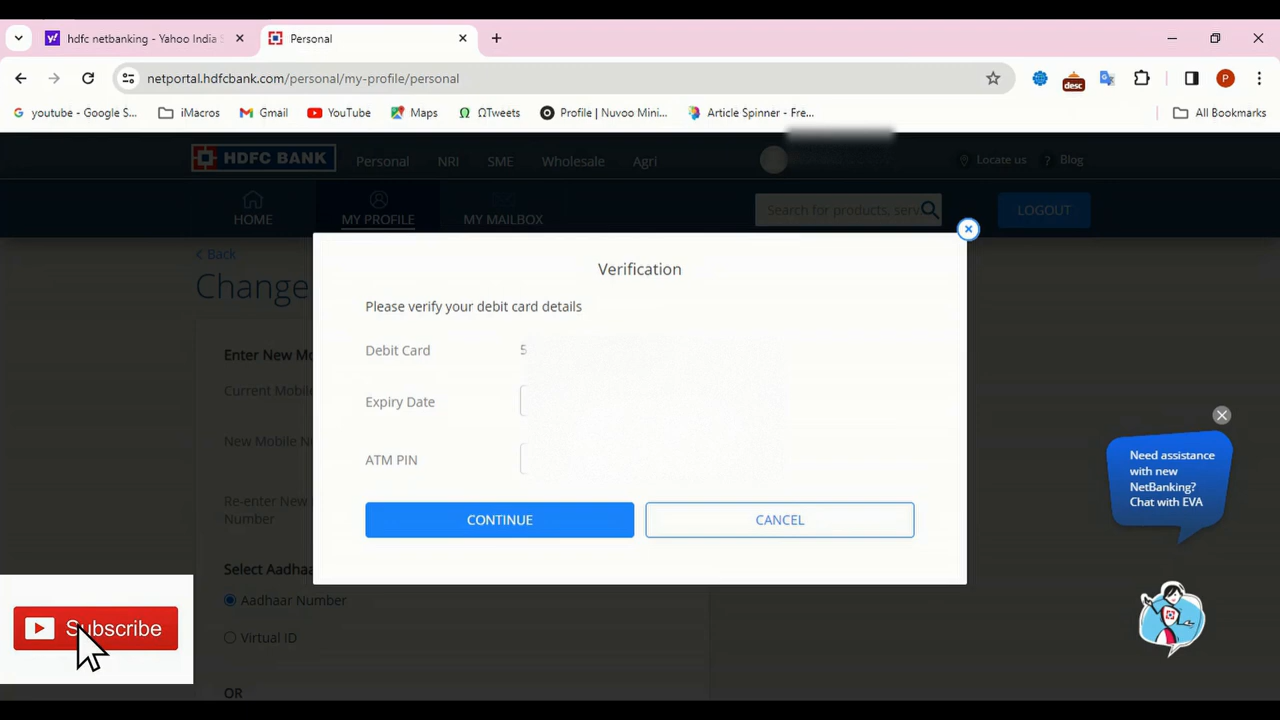 hdfc netbanking - Yahoo India S
Personal
netportal.hdfcbank.com/personal/my-profile/personal
desc
P
youtube - Google S...
iMacros
Gmail
YouTube
Maps
ΩTweets
Profile | Nuvoo Mini...
Article Spinner - Fre...
All Bookmarks
HDFC BANK
Personal
NRI
SME
Wholesale
Agri
Locate us
? Blog
HOME
MY PROFILE
MY MAILBOX
Search for products, serv
LOGOUT
< Back
Change
Verification
Please verify your debit card details
Debit Card 5
Expiry Date
ATM PIN
CONTINUE
CANCEL
Enter New Mo
Current Mobile
New Mobile N
Re-enter New
Number
Select Aadhaa
Aadhaar Number
Virtual ID
OR
Need assistance
with new
NetBanking?
Chat with EVA
Subscribe